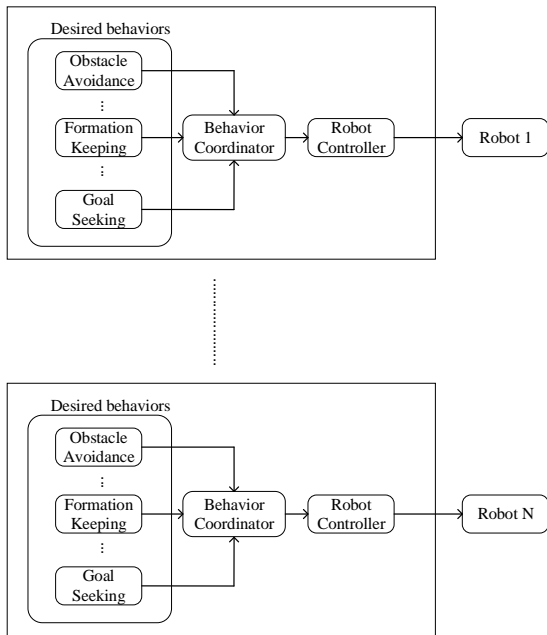 Desired behaviors
Obstacle
Avoidance
...
Formation
Keeping
...
Goal
Seeking
Behavior
Coordinator
Robot
Controller
Robot 1
Desired behaviors
Obstacle
Avoidance
...
Formation
Keeping
...
Goal
Seeking
Behavior
Coordinator
Robot
Controller
Robot N